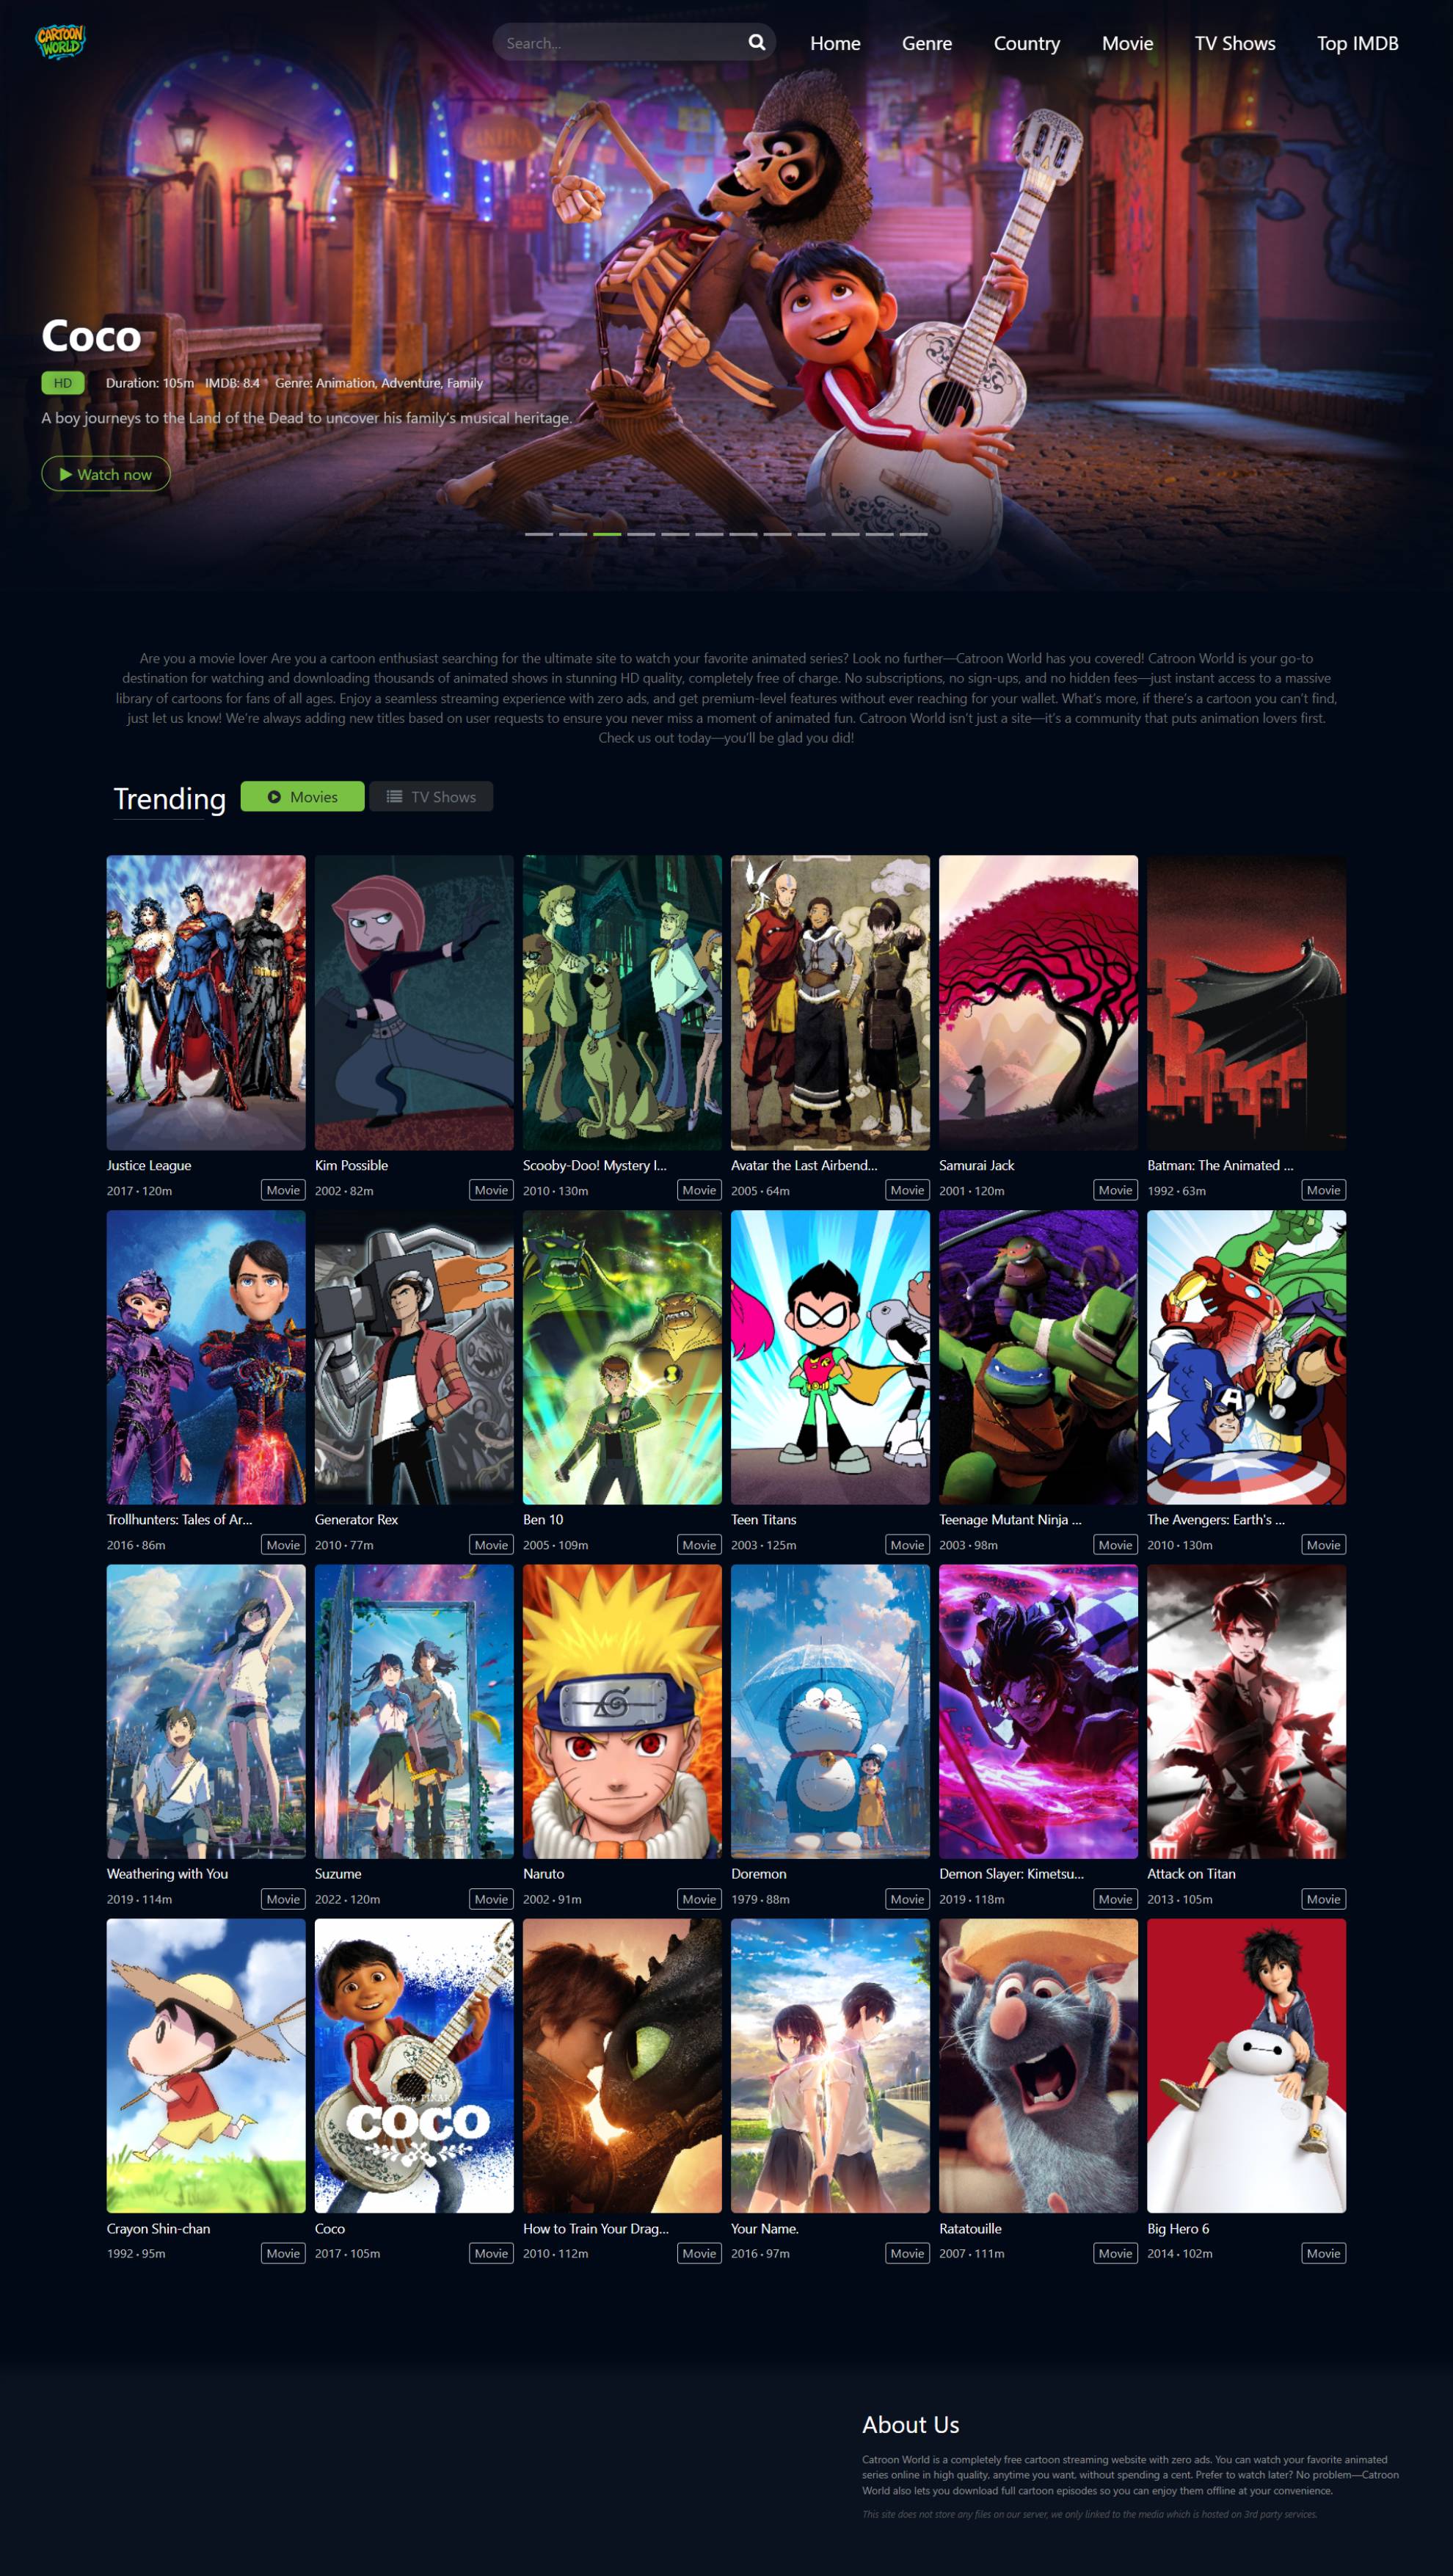 CARTOON
WORLD
Search...
Home Genre Country Movie TV Shows Top IMDB
Coco
HD Duration: 105m IMDB: 8.4 Genre: Animation, Adventure, Family
A boy journeys to the Land of the Dead to uncover his family's musical heritage.
Watch now
Are you a movie lover Are you a cartoon enthusiast searching for the ultimate site to watch your favorite animated series? Look no further—Catroon World has you covered! Catroon World is your go-to
destination for watching and downloading thousands of animated shows in stunning HD quality, completely free of charge. No subscriptions, no sign-ups, and no hidden fees—just instant access to a massive
library of cartoons for fans of all ages. Enjoy a seamless streaming experience with zero ads, and get premium-level features without ever reaching for your wallet. What's more, if there's a cartoon you can't find,
just let us know! We're always adding new titles based on user requests to ensure you never miss a moment of animated fun. Catroon World isn't just a site—it's a community that puts animation lovers first.
Check us out today—you'll be glad you did!
Trending Movies TV Shows
Justice League Kim Possible Scooby-Doo! Mystery I... Avatar the Last Airbend... Samurai Jack Batman: The Animated ...
2017 • 120m Movie 2002 • 82m Movie 2010 • 130m Movie 2005 • 64m Movie 2001 • 120m Movie 1992 • 63m Movie
Trollhunters: Tales of Ar... Generator Rex Ben 10 Teen Titans Teenage Mutant Ninja ... The Avengers: Earth's ...
2016 • 86m Movie 2010 • 77m Movie 2005 • 109m Movie 2003 • 125m Movie 2003 • 98m Movie 2010 • 130m Movie
Weathering with You Suzume Naruto Doremon Demon Slayer: Kimetsu... Attack on Titan
2019 • 114m Movie 2022 • 120m Movie 2002 • 91m Movie 1979 • 88m Movie 2019 • 118m Movie 2013 • 105m Movie
Disney PIXAR
COCO
Crayon Shin-chan Coco How to Train Your Drag... Your Name. Ratatouille Big Hero 6
1992 • 95m Movie 2017 • 105m Movie 2010 • 112m Movie 2016 • 97m Movie 2007 • 111m Movie 2014 • 102m Movie
About Us
Catroon World is a completely free cartoon streaming website with zero ads. You can watch your favorite animated
series online in high quality, anytime you want, without spending a cent. Prefer to watch later? No problem—Catroon
World also lets you download full cartoon episodes so you can enjoy them offline at your convenience.
This site does not store any files on our server, we only linked to the media which is hosted on 3rd party services.